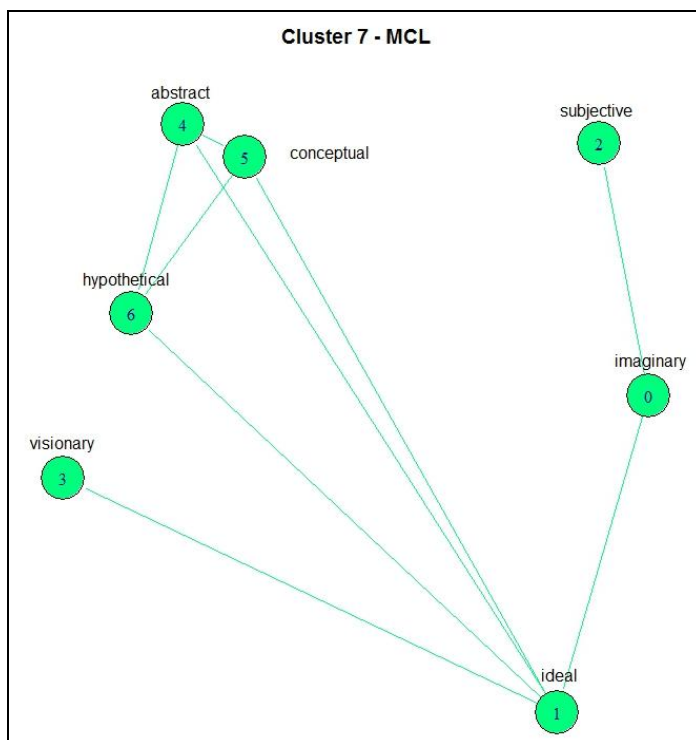 Cluster 7 - MCL
abstract
4
subjective
2
conceptual
5
hypothetical
6
imaginary
0
visionary
3
ideal
1